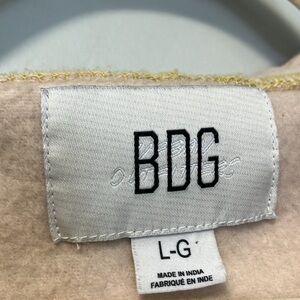 BDG
L-G
MADE IN INDIA
FABRIQUÉ EN INDE